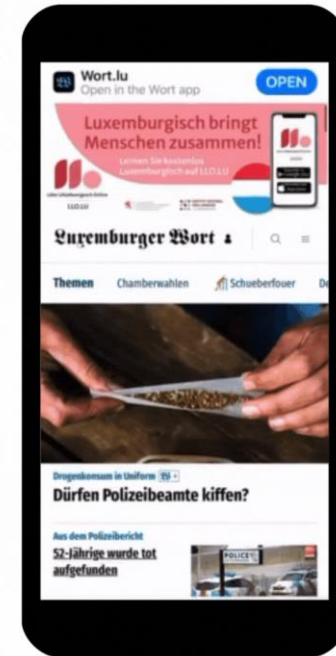 Wort.lu
Open in the Wort app
OPEN
Luxemburgisch bringt
Menschen zusammen!
Lernen Sie kostenlos
Luxemburgisch auf LLO.LU
LLO.LU
Luxemburger Wort
Themen Chamberwahlen Schueberfouer De
Drogenkonsum in Uniform W+
Dürfen Polizeibeamte kiffen?
Aus dem Polizeibericht
52-Jährige wurde tot
aufgefunden
POLICE